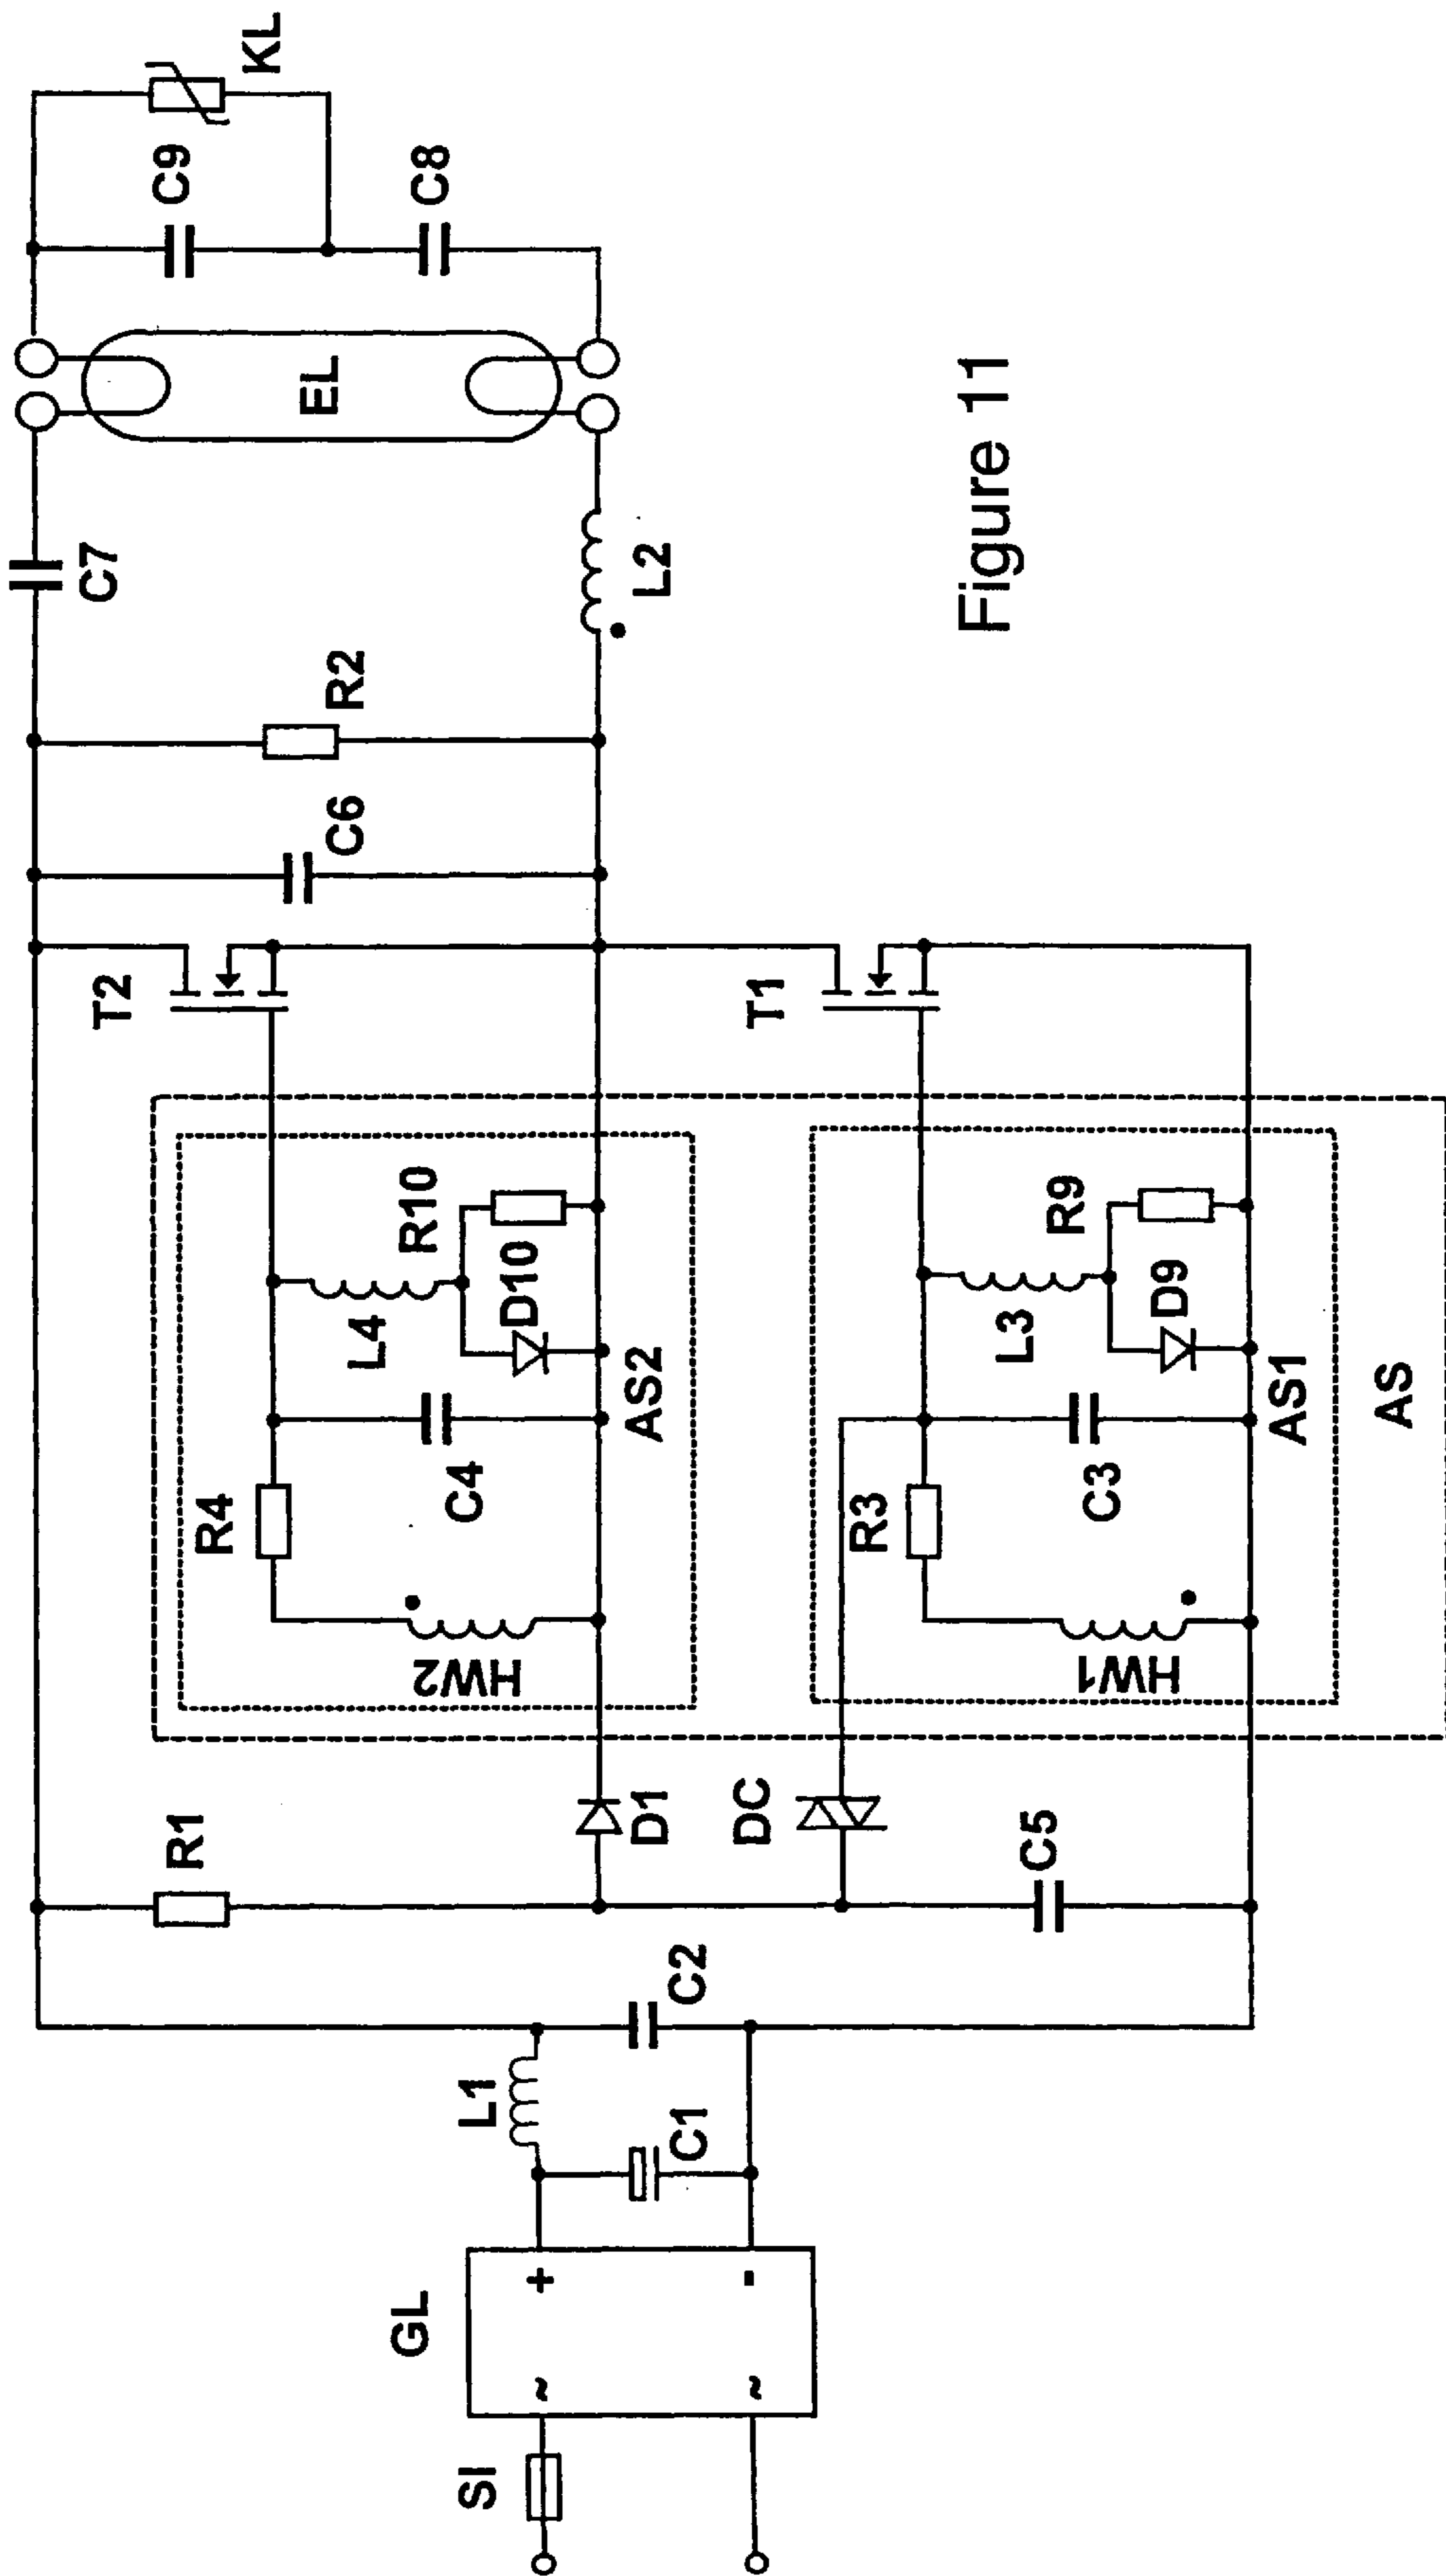 SI
GL
~
~
+
-
L1
C1
C2
R1
D1
DC
C5
HW2
R4
C4
L4
D10
R10
AS2
HW1
R3
C3
L3
D9
R9
AS1
AS
T2
T1
C6
R2
C7
L2
EL
C9
C8
KL
Figure 11